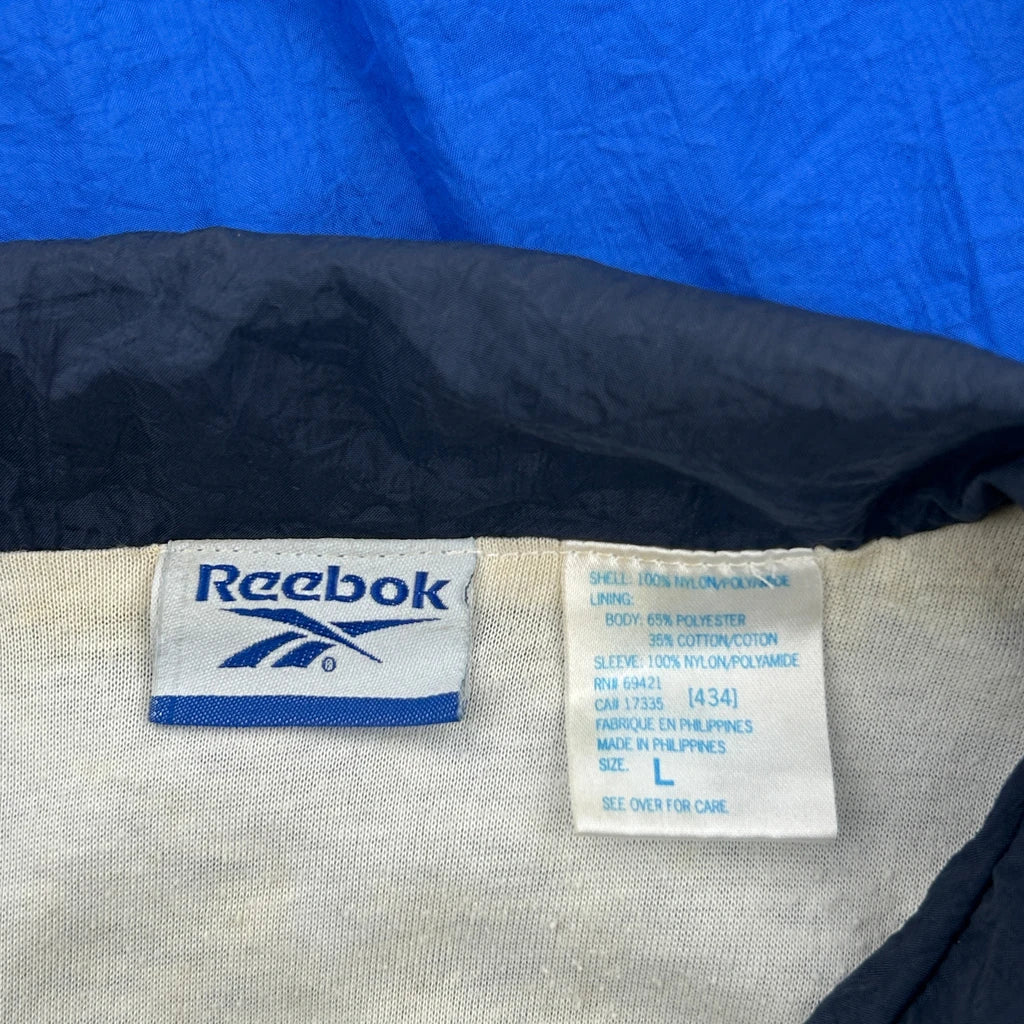 Reebok
®
SHELL: 100% NYLON/POLYAMIDE
LINING:
BODY: 65% POLYESTER
35% COTTON/COTON
SLEEVE: 100% NYLON/POLYAMIDE
RN# 69421
CA# 17335 [434]
FABRIQUE EN PHILIPPINES
MADE IN PHILIPPINES
SIZE. L
SEE OVER FOR CARE